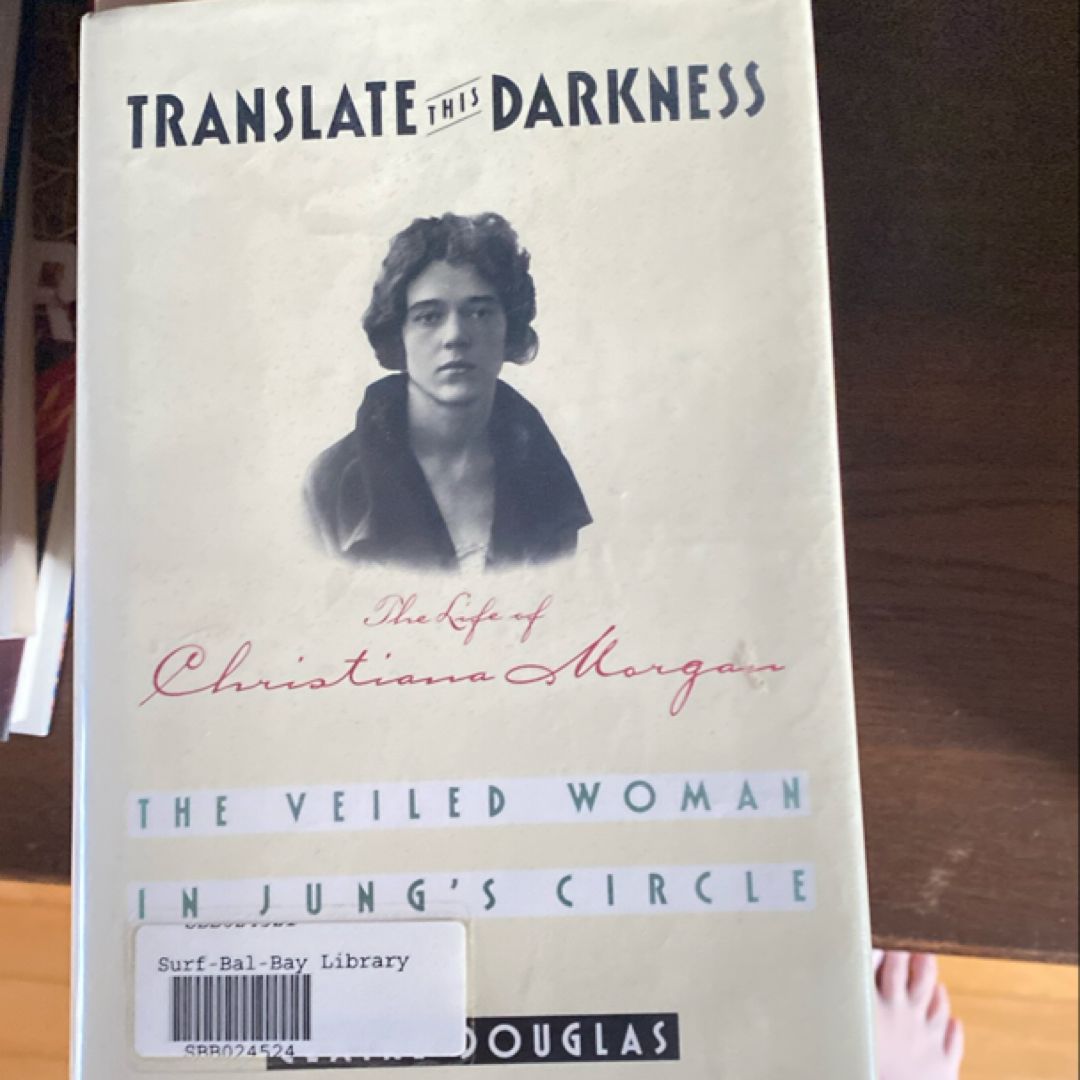 TRANSLATE THIS DARKNESS
The Life of
Christiana Morgan
THE VEILED WOMAN
IN JUNG'S CIRCLE
Surf-Bal-Bay Library
SBB024524
DOUGLAS